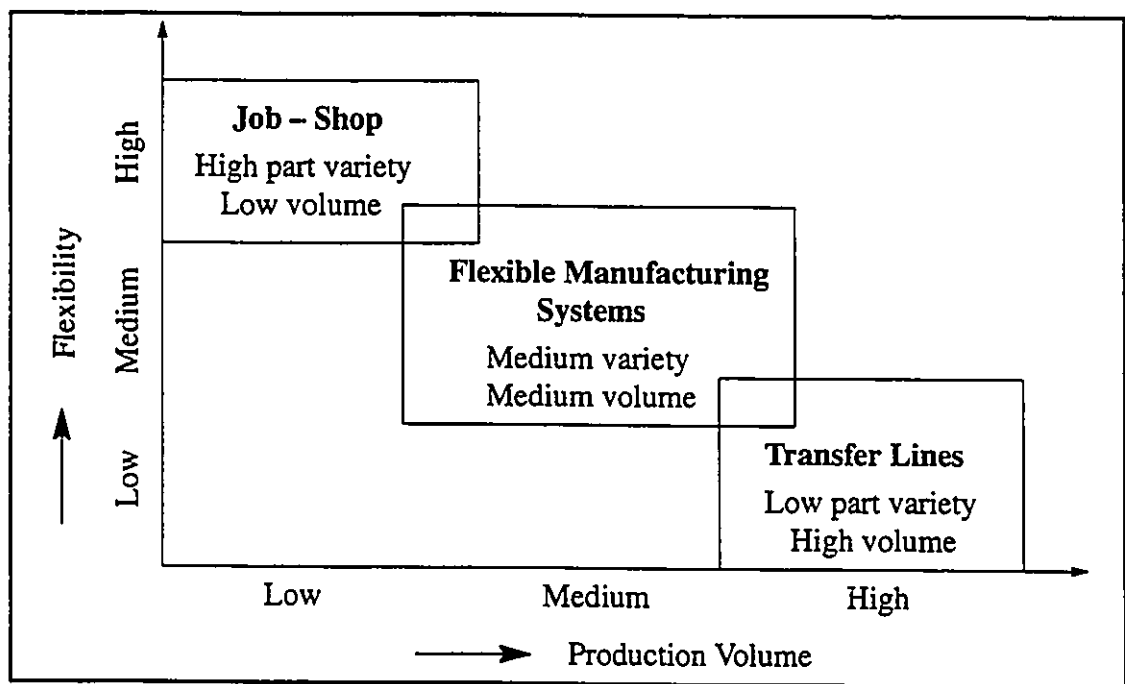 Job – Shop
High part variety
Low volume
Flexible Manufacturing
Systems
Medium variety
Medium volume
Transfer Lines
Low part variety
High volume
Flexibility
High
Medium
Low
Low
Medium
High
Production Volume